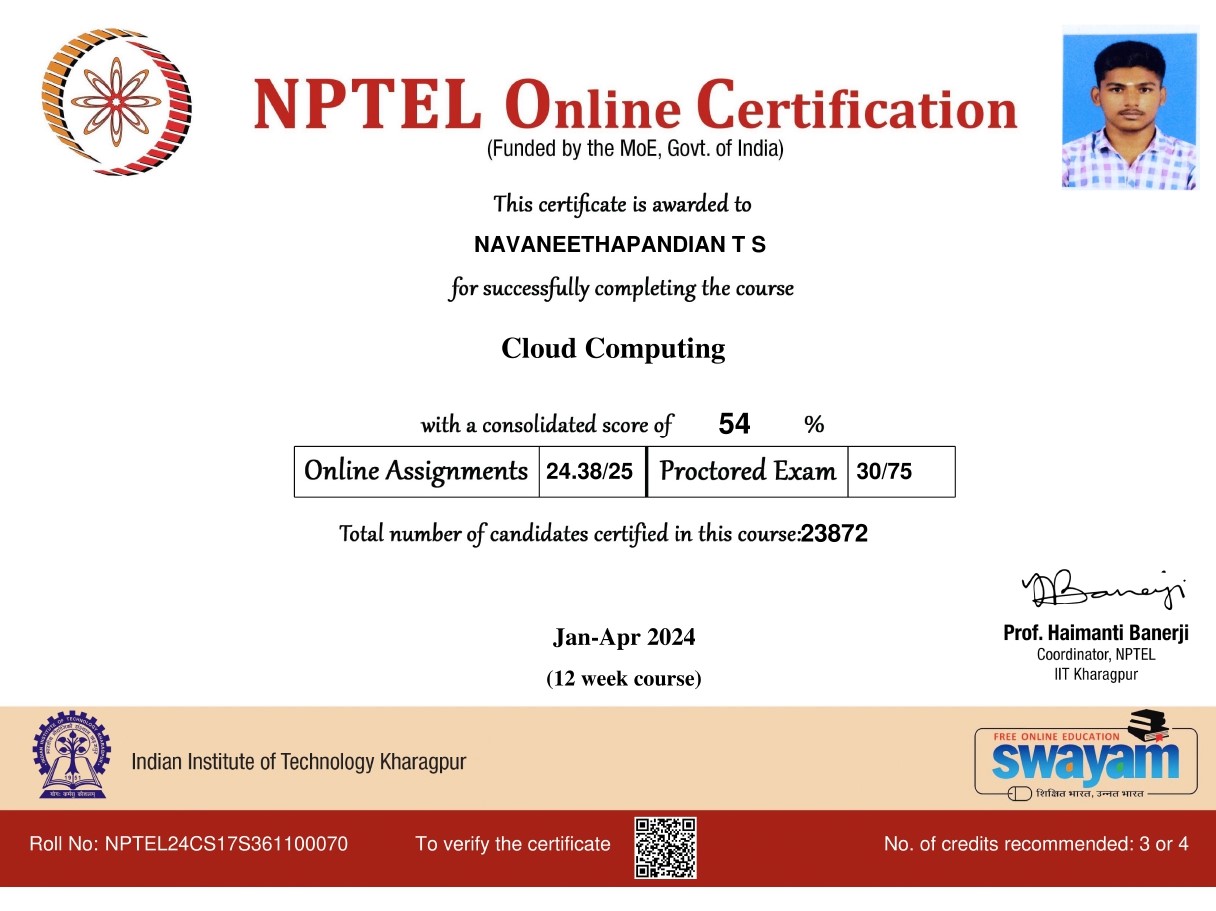 NPTEL Online Certification
(Funded by the MoE, Govt. of India)
This certificate is awarded to
NAVANEETHAPANDIAN T S
for successfully completing the course
Cloud Computing
with a consolidated score of 54 %
Online Assignments 24.38/25 Proctored Exam 30/75
Total number of candidates certified in this course:23872
Jan-Apr 2024
(12 week course)
Prof. Haimanti Banerji
Coordinator, NPTEL
IIT Kharagpur
1951
योगः कर्मसु कौशलम्
Indian Institute of Technology Kharagpur
FREE ONLINE EDUCATION
swayam
शिक्षित भारत, उन्नत भारत
Roll No: NPTEL24CS17S361100070
To verify the certificate
No. of credits recommended: 3 or 4